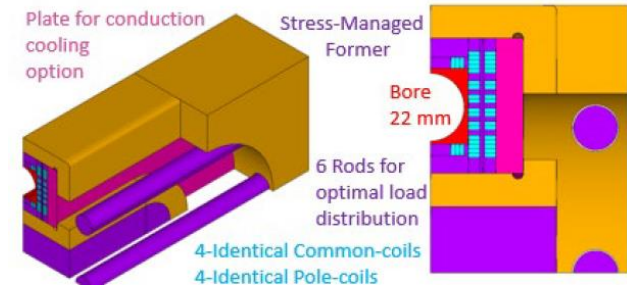 Plate for conduction
cooling
option
Stress-Managed
Former
Bore
22 mm
6 Rods for
optimal load
distribution
4-Identical Common-coils
4-Identical Pole-coils